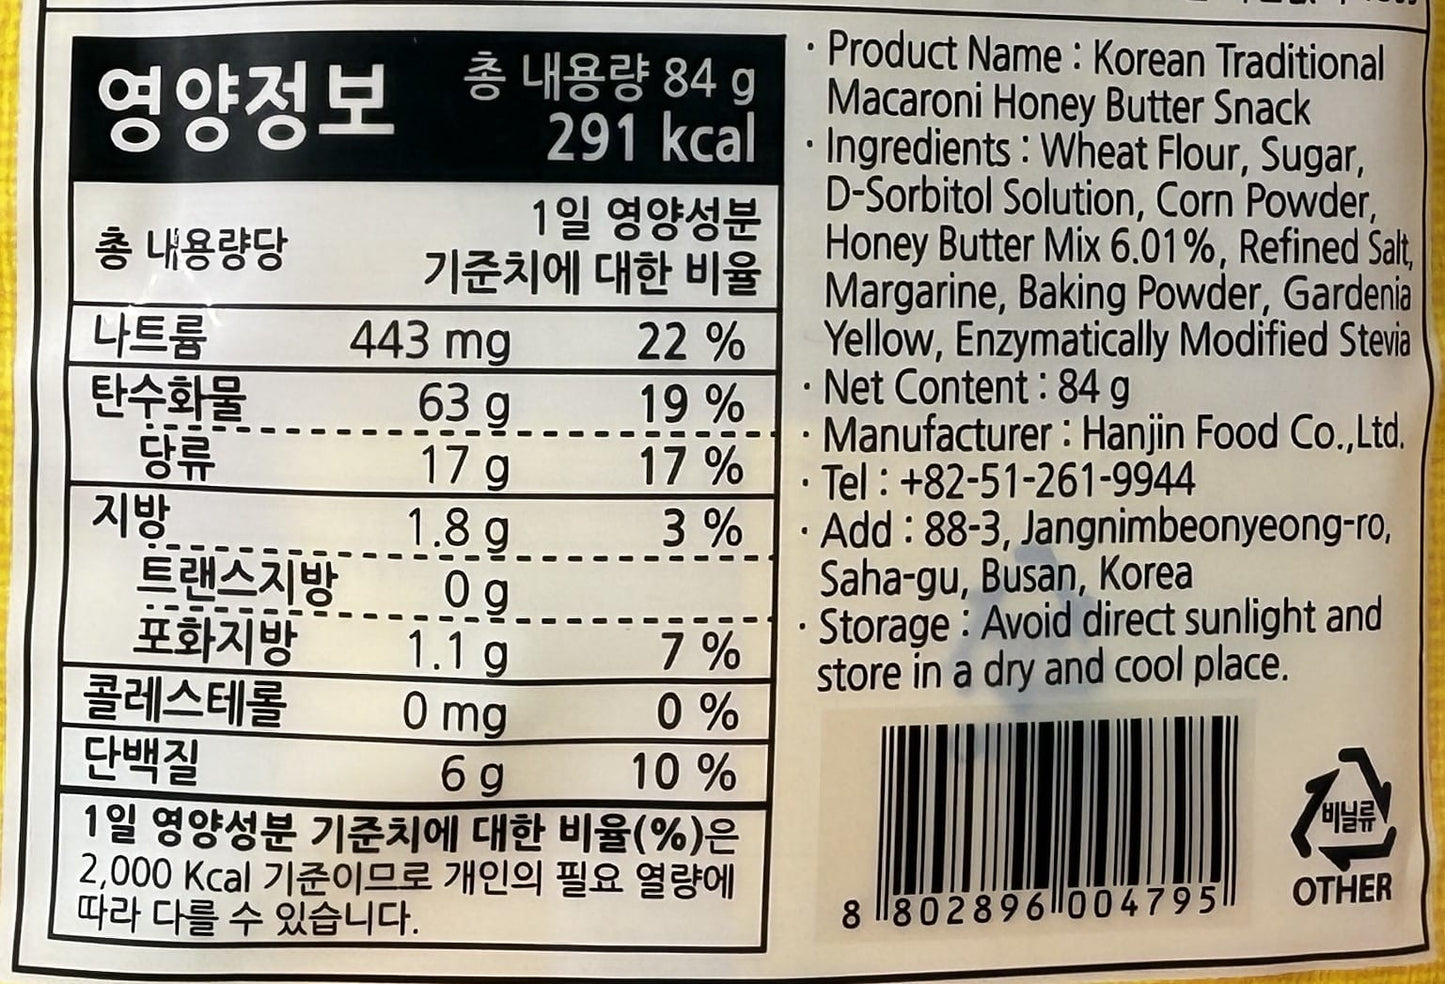 영양정보
총 내용량 84 g
291 kcal
총 내용량당
1일 영양성분
기준치에 대한 비율
나트륨 443 mg 22 %
탄수화물 63 g 19 %
당류 17 g 17 %
지방 1.8 g 3 %
트랜스지방 0 g
포화지방 1.1 g 7 %
콜레스테롤 0 mg 0 %
단백질 6 g 10 %
1일 영양성분 기준치에 대한 비율(%)은
2,000 Kcal 기준이므로 개인의 필요 열량에
따라 다를 수 있습니다.
· Product Name : Korean Traditional
Macaroni Honey Butter Snack
· Ingredients : Wheat Flour, Sugar,
D-Sorbitol Solution, Corn Powder,
Honey Butter Mix 6.01%, Refined Salt,
Margarine, Baking Powder, Gardenia
Yellow, Enzymatically Modified Stevia
· Net Content : 84 g
· Manufacturer : Hanjin Food Co.,Ltd.
· Tel : +82-51-261-9944
· Add : 88-3, Jangnimbeonyeong-ro,
Saha-gu, Busan, Korea
· Storage : Avoid direct sunlight and
store in a dry and cool place.
8 802896 004795
비닐류
OTHER